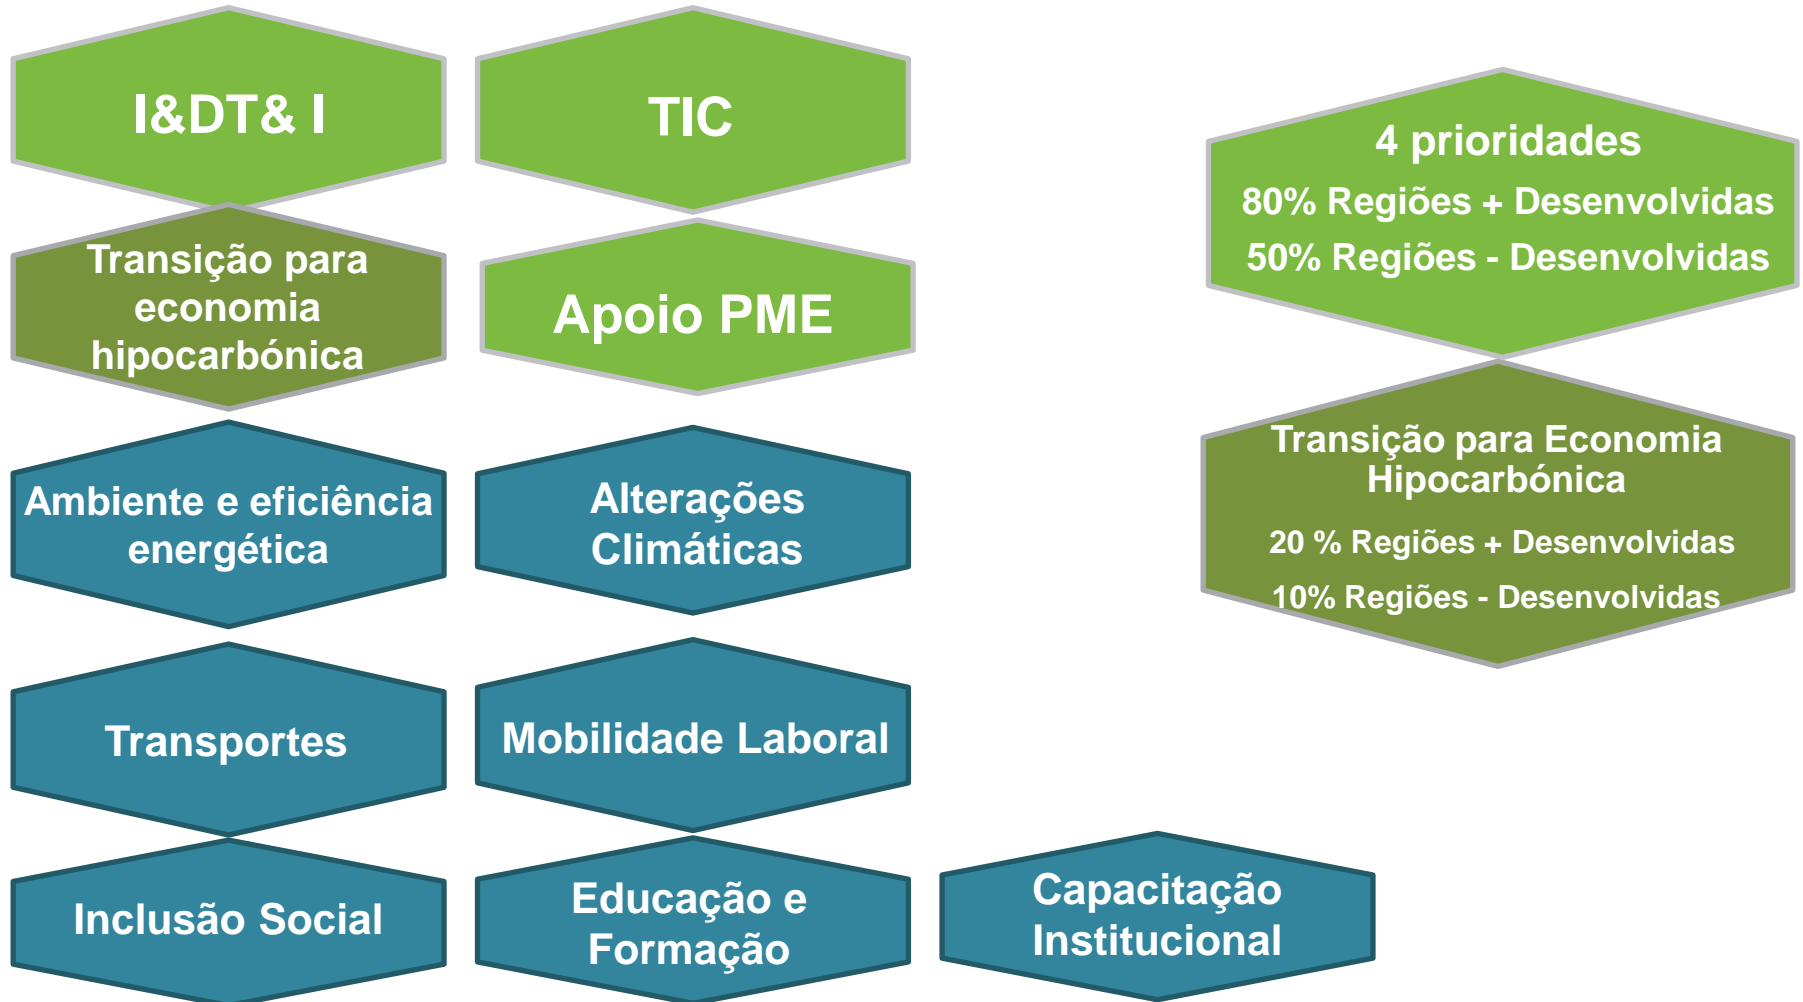 I&DT& I
TIC
Transição para
economia
hipocarbónica
Apoio PME
Ambiente e eficiência
energética
Alterações
Climáticas
Transportes
Mobilidade Laboral
Inclusão Social
Educação e
Formação
Capacitação
Institucional
4 prioridades
80% Regiões + Desenvolvidas
50% Regiões - Desenvolvidas
Transição para Economia
Hipocarbónica
20 % Regiões + Desenvolvidas
10% Regiões - Desenvolvidas